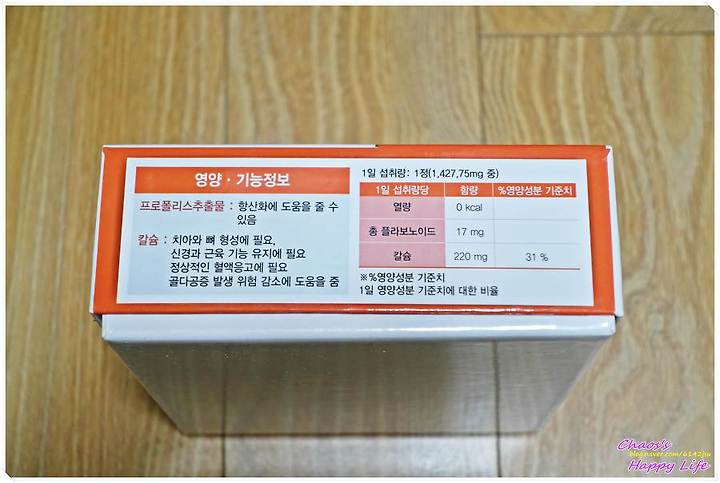 영양 · 기능정보
프로폴리스추출물 : 항산화에 도움을 줄 수
있음
칼슘 : 치아와 뼈 형성에 필요,
신경과 근육 기능 유지에 필요
정상적인 혈액응고에 필요
골다공증 발생 위험 감소에 도움을 줌
1일 섭취량: 1정(1,427,75mg 중)
1일 섭취량당 함량 %영양성분 기준치
열량 0 kcal
총 플라보노이드 17 mg
칼슘 220 mg 31 %
※%영양성분 기준치
1일 영양성분 기준치에 대한 비율
Chaos's
Happy Life